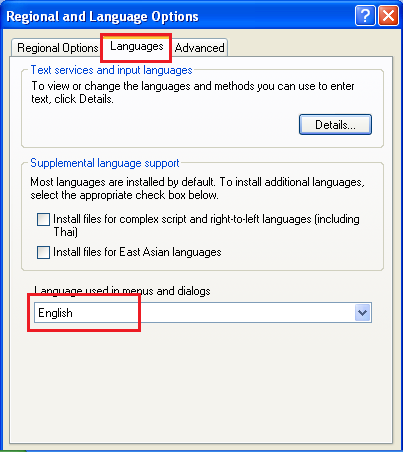 Regional and Language Options
Regional Options
Languages
Advanced
Text services and input languages
To view or change the languages and methods you can use to enter
text, click Details.
Details...
Supplemental language support
Most languages are installed by default. To install additional languages,
select the appropriate check box below.
Install files for complex script and right-to-left languages (including
Thai)
Install files for East Asian languages
Language used in menus and dialogs
English